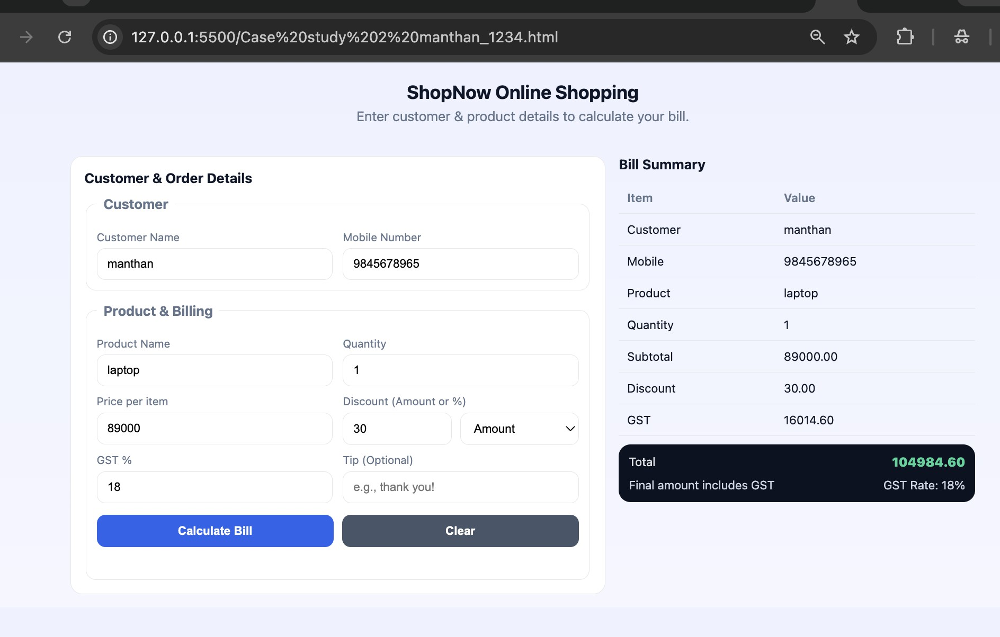 127.0.0.1:5500/Case%20study%202%20manthan_1234.html
ShopNow Online Shopping
Enter customer & product details to calculate your bill.
Customer & Order Details
Customer
Customer Name
Mobile Number
manthan
9845678965
Product & Billing
Product Name
Quantity
laptop
1
Price per item
Discount (Amount or %)
89000
30
Amount
GST %
Tip (Optional)
18
e.g., thank you!
Calculate Bill
Clear
Bill Summary
Item Value
Customer manthan
Mobile 9845678965
Product laptop
Quantity 1
Subtotal 89000.00
Discount 30.00
GST 16014.60
Total 104984.60
Final amount includes GST GST Rate: 18%